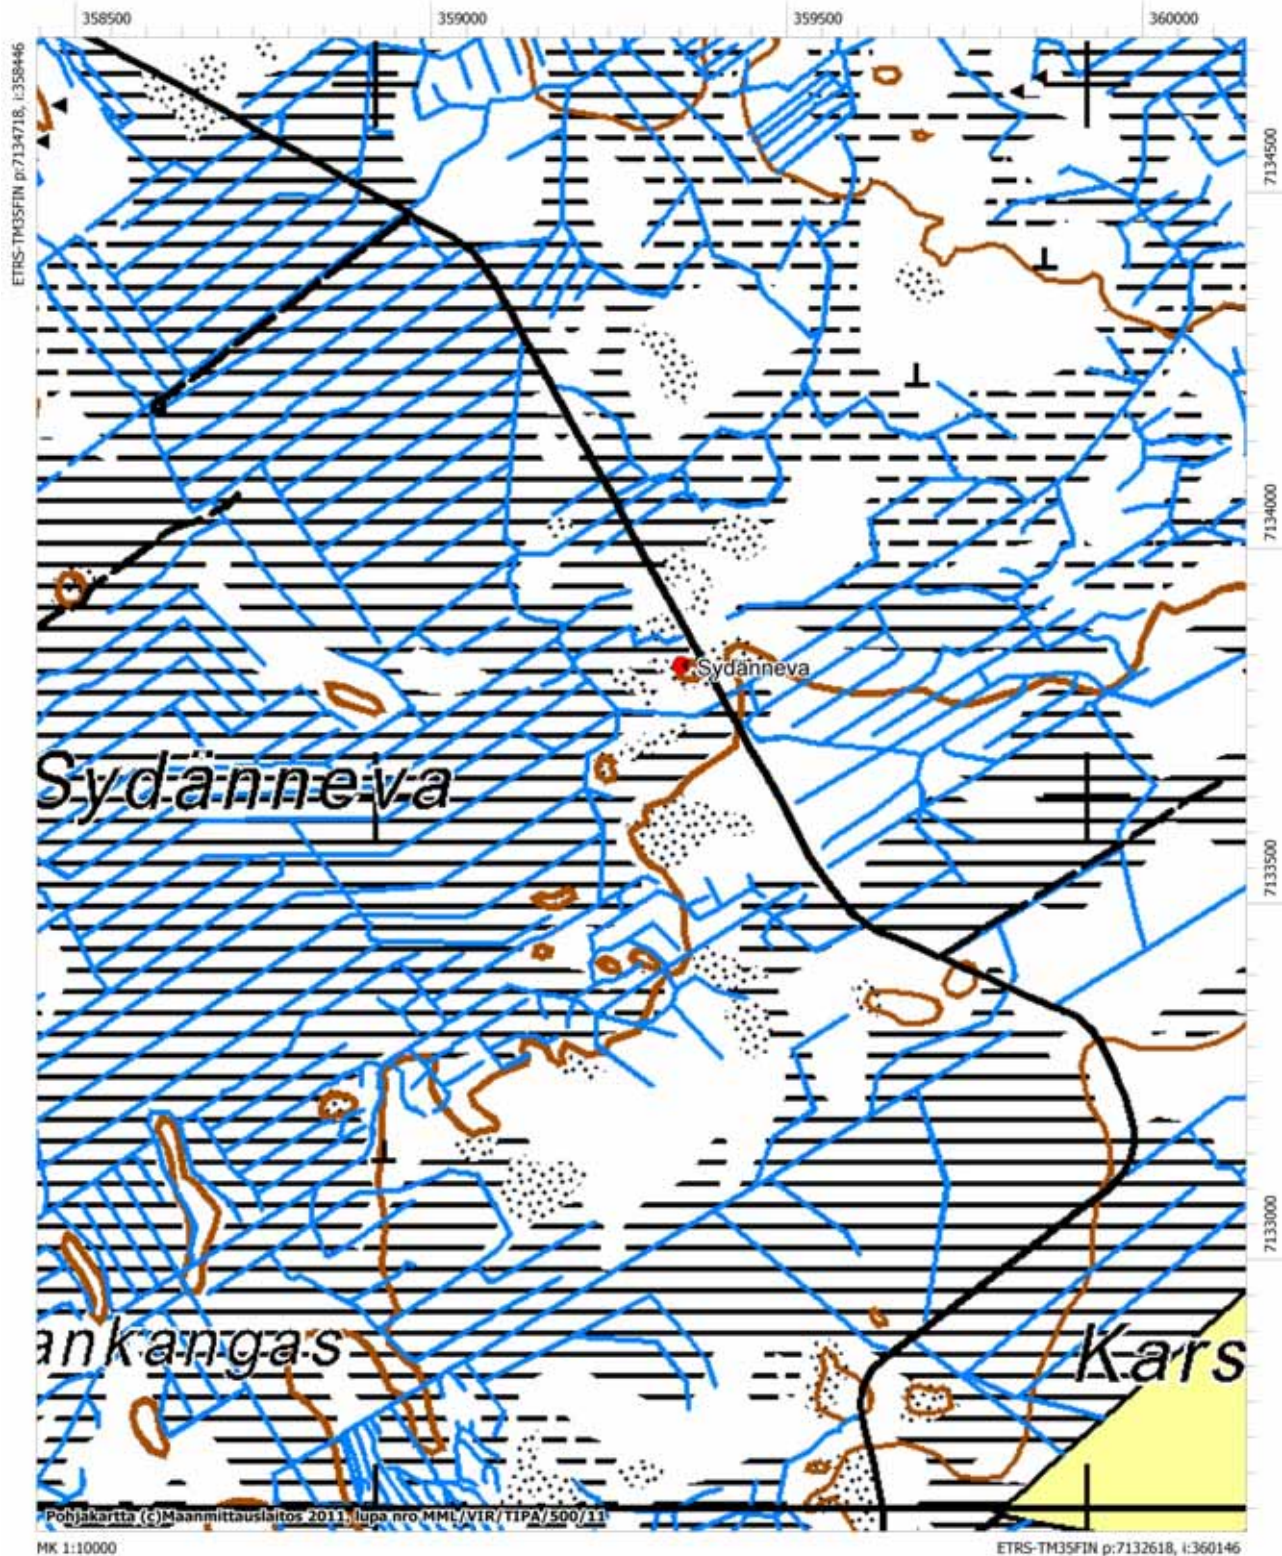 358500 359000 359500 360000
ETRS-TM35FIN p:7134718, i:358446
7134500
7134000
Sydänneva
Sydänneva
7133500
7133000
ankangas
Kars
Pohjakartta (c)Maanmittauslaitos 2011, lupa nro MML/VIR/TIPA/500/11
MK 1:10000 ETRS-TM35FIN p:7132618, i:360146